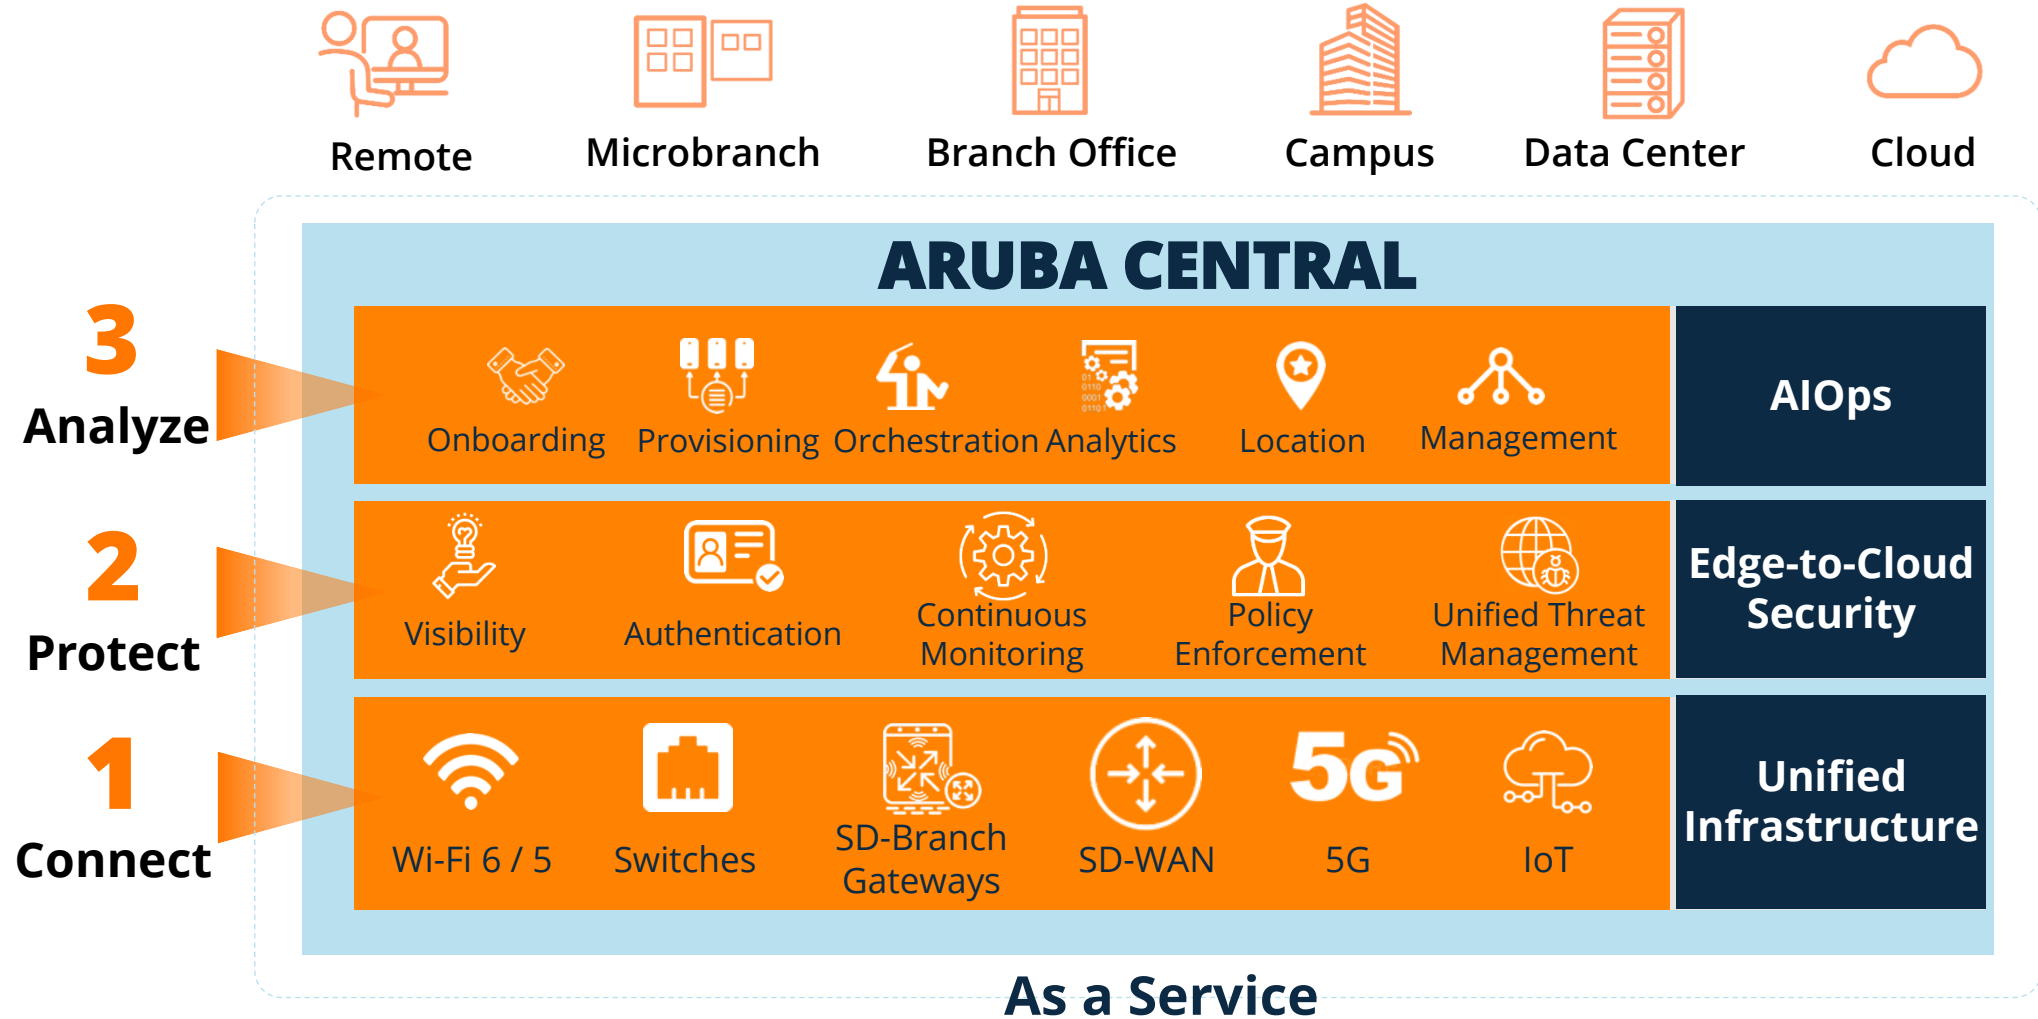 Remote
Microbranch
Branch Office
Campus
Data Center
Cloud
ARUBA CENTRAL
3
Analyze
Onboarding
Provisioning
Orchestration
Analytics
Location
Management
AIOps
2
Protect
Visibility
Authentication
Continuous
Monitoring
Policy
Enforcement
Unified Threat
Management
Edge-to-Cloud
Security
1
Connect
Wi-Fi 6 / 5
Switches
SD-Branch
Gateways
SD-WAN
5G
5G
IoT
Unified
Infrastructure
As a Service